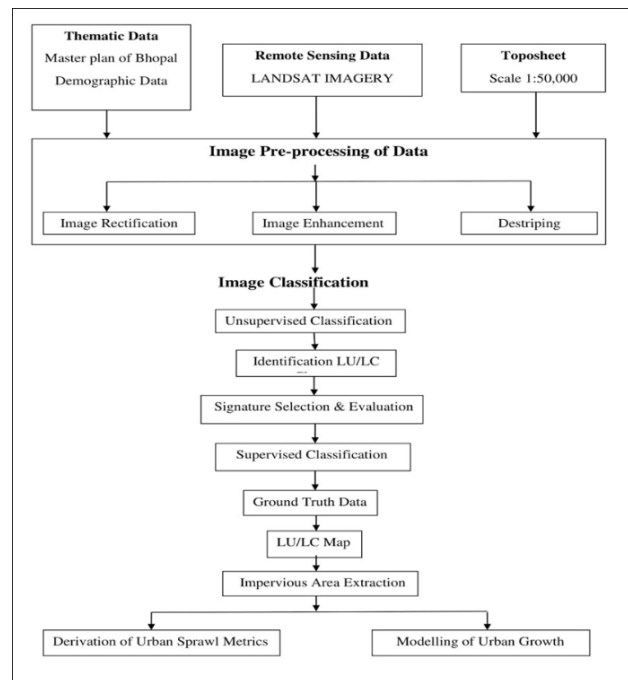 Thematic Data
Master plan of Bhopal
Demographic Data
Remote Sensing Data
LANDSAT IMAGERY
Toposheet
Scale 1:50,000
Image Pre-processing of Data
Image Rectification
Image Enhancement
Destriping
Image Classification
Unsupervised Classification
Identification LU/LC
Signature Selection & Evaluation
Supervised Classification
Ground Truth Data
LU/LC Map
Impervious Area Extraction
Derivation of Urban Sprawl Metrics
Modelling of Urban Growth